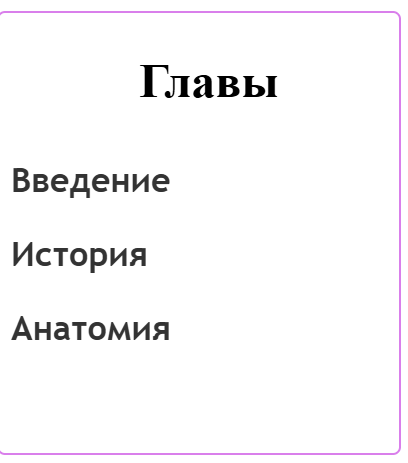 Главы
Введение
История
Анатомия